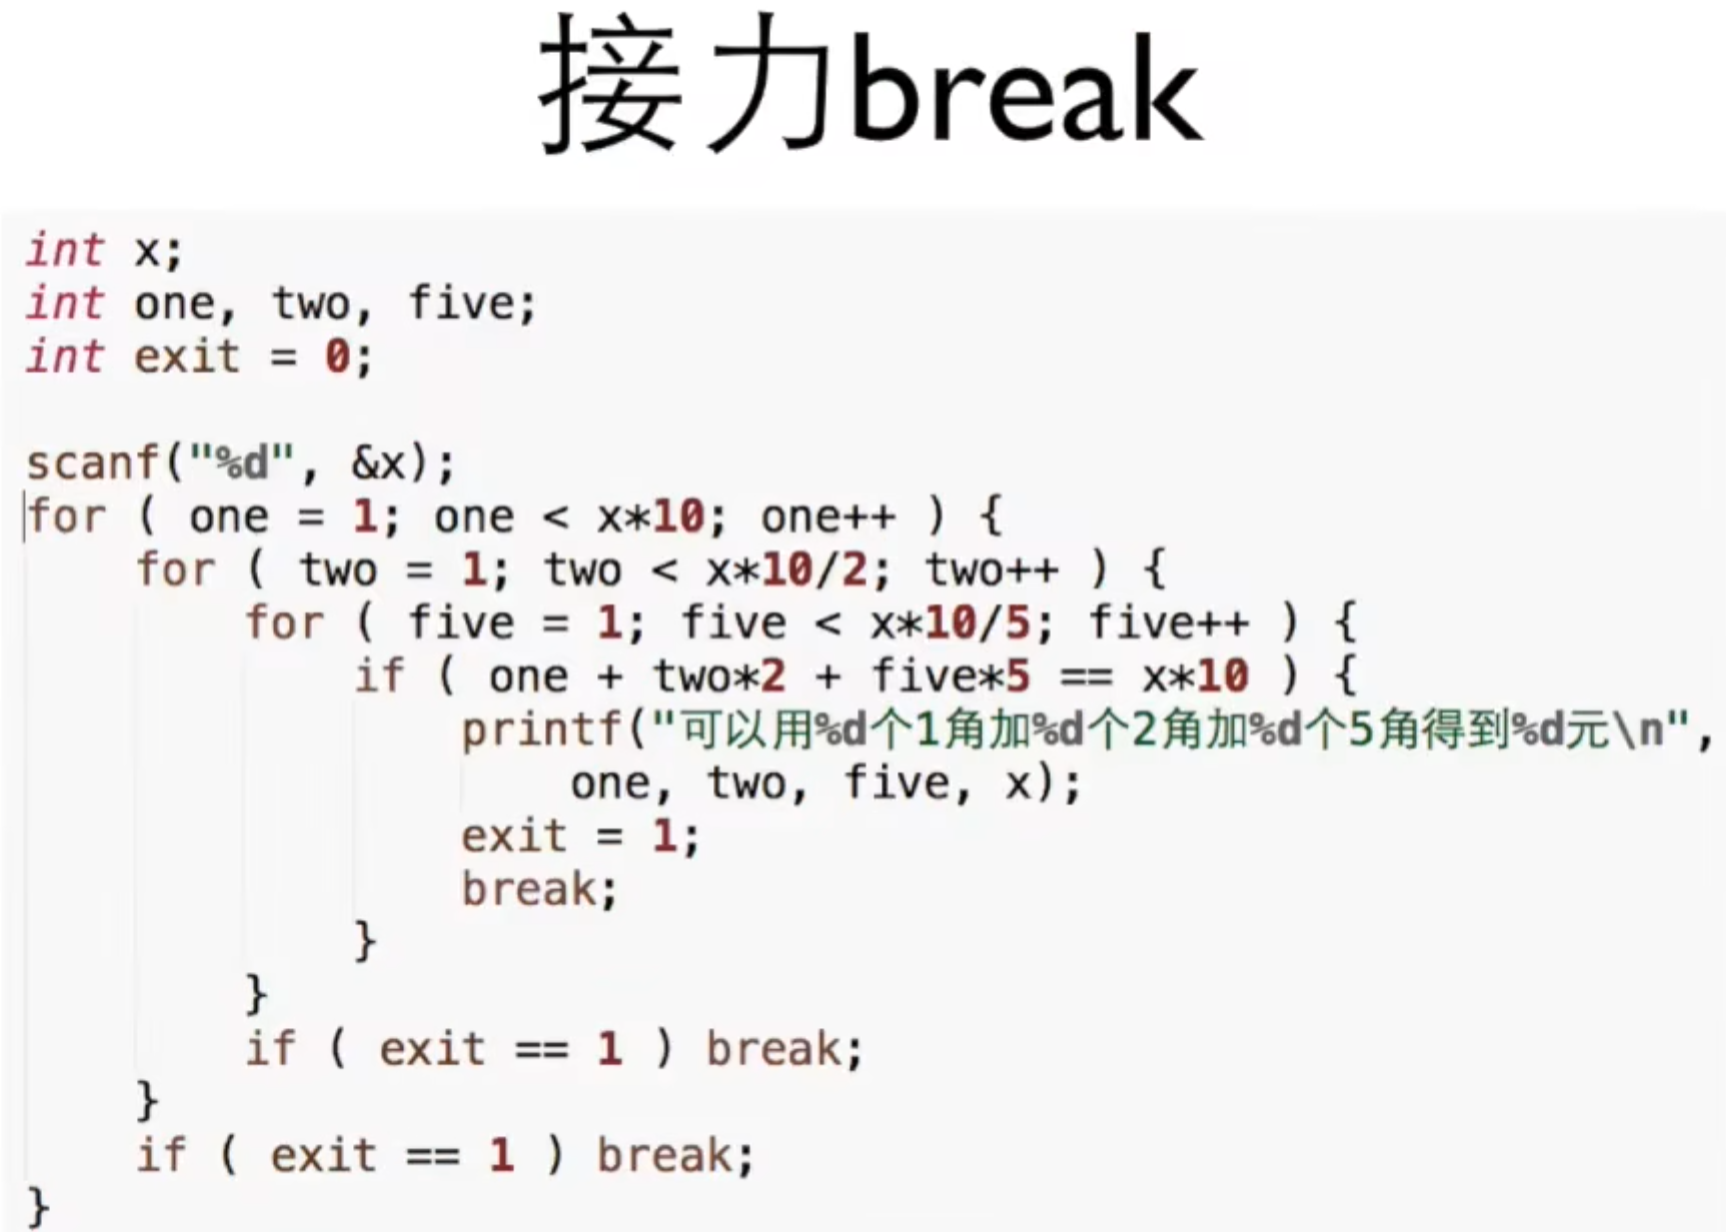 接力break
int x;
int one, two, five;
int exit = 0;
scanf("%d", &x);
for ( one = 1; one < x*10; one++ ) {
    for ( two = 1; two < x*10/2; two++ ) {
        for ( five = 1; five < x*10/5; five++ ) {
            if ( one + two*2 + five*5 == x*10 ) {
                printf("可以用%d个1角加%d个2角加%d个5角得到%d元\n",
                    one, two, five, x);
                exit = 1;
                break;
            }
        }
        if ( exit == 1 ) break;
    }
    if ( exit == 1 ) break;
}